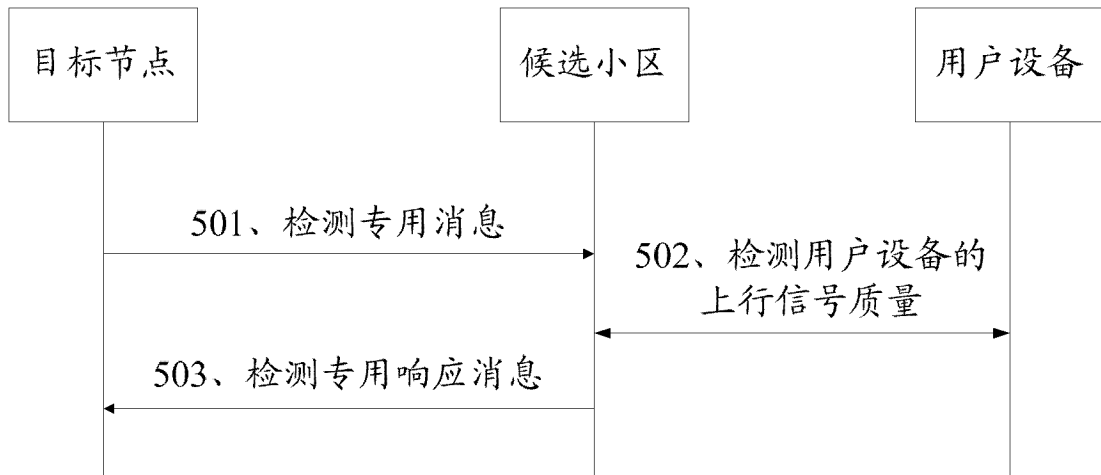 目标节点
候选小区
用户设备
501、检测专用消息
502、检测用户设备的
上行信号质量
503、检测专用响应消息